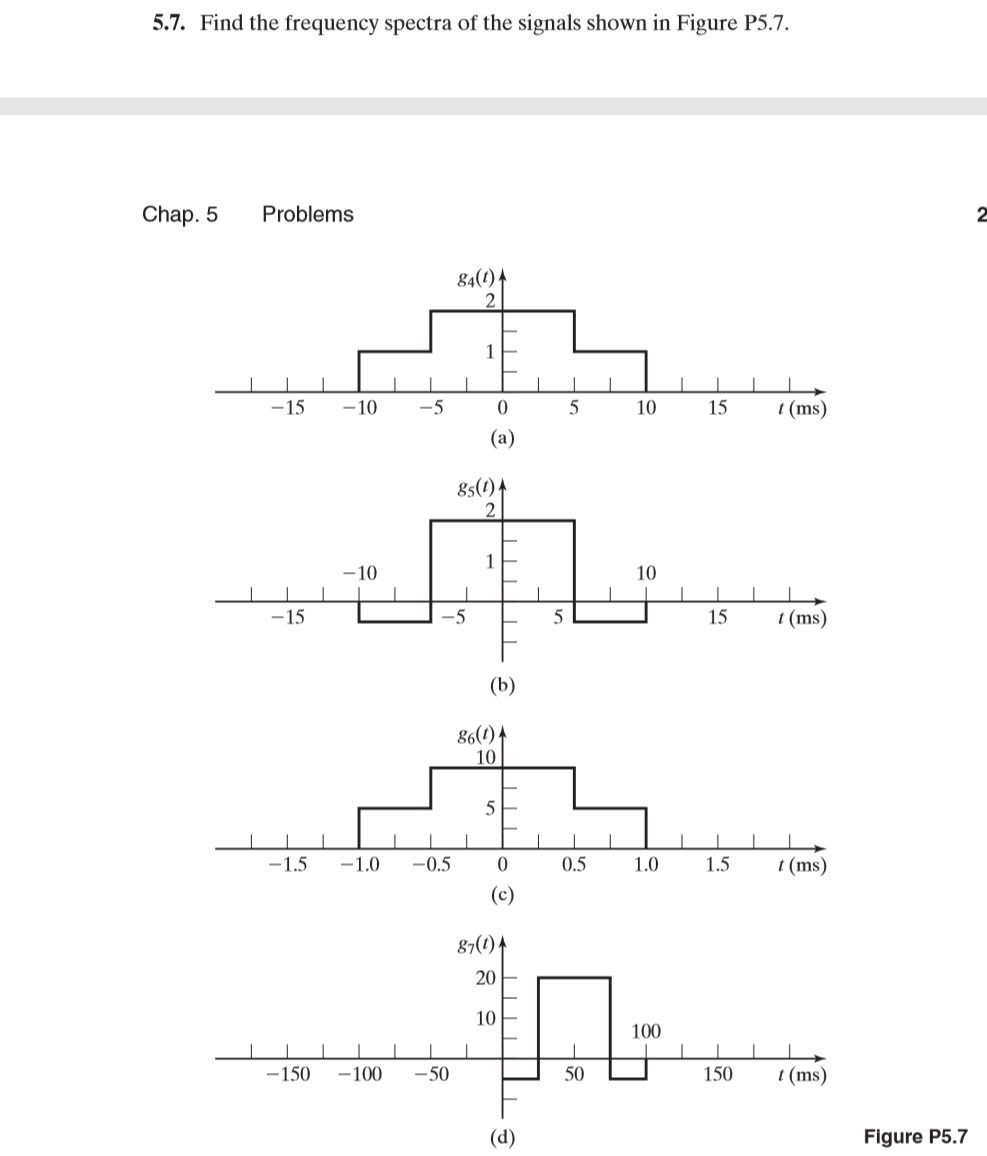 5.7. Find the frequency spectra of the signals shown in Figure P5.7.
Chap. 5 Problems 2
g4(t)
2
1
−15 −10 −5 0 5 10 15 t (ms)
(a)
g5(t)
2
1
−10 10
−15 −5 5 15 t (ms)
(b)
g6(t)
10
5
−1.5 −1.0 −0.5 0 0.5 1.0 1.5 t (ms)
(c)
g7(t)
20
10
100
−150 −100 −50 50 150 t (ms)
(d)
Figure P5.7